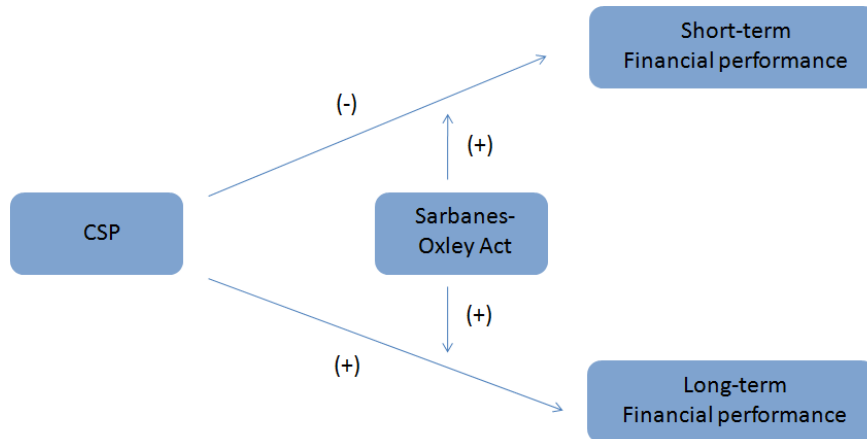 Short-term
Financial performance
(-)
(+)
CSP
Sarbanes-
Oxley Act
(+)
(+)
Long-term
Financial performance